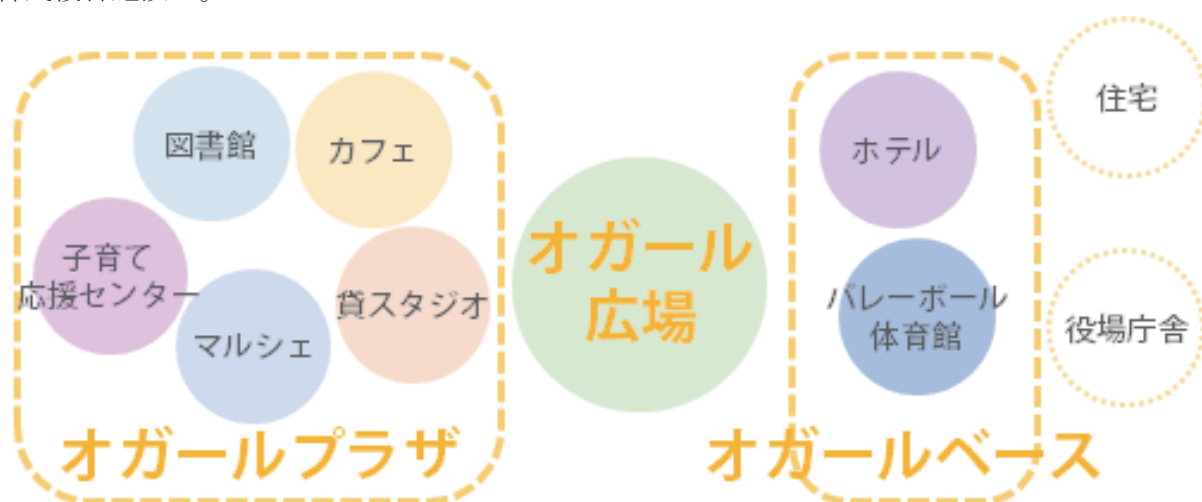 図書館
カフェ
子育て
応援センター
マルシェ
貸スタジオ
オガールプラザ
オガール
広場
ホテル
バレーボール
体育館
オガールベース
住宅
役場庁舎